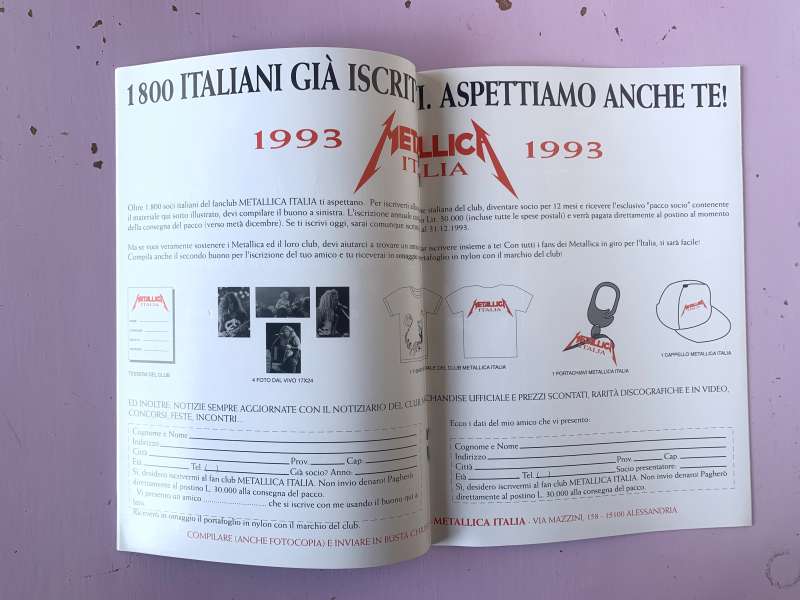 1800 ITALIANI GIÀ ISCRITTI. ASPETTIAMO ANCHE TE!
1993 METALLICA ITALIA 1993
Oltre 1.800 soci italiani del fanclub METALLICA ITALIA ti aspettano. Per iscriverti italiana del club, diventare socio per 12 mesi e ricevere l'esclusivo "pacco socio" contenente
il materiale qui sotto illustrato, devi compilare il buono a sinistra. L'iscrizione annuale Lit. 30.000 (incluse tutte le spese postali) e verrà pagata direttamente al postino al momento
della consegna del pacco (verso metà dicembre). Se ti iscrivi oggi, sarai comunque al 31.12.1993.
Ma se vuoi veramente sostenere i Metallica ed il loro club, devi aiutarci a trovare un iscrivere insieme a te! Con tutti i fans dei Metallica in giro per l'Italia, ti sarà facile!
Compila anche il secondo buono per l'iscrizione del tuo amico e tu riceverai in omaggio in nylon con il marchio del club!
METALLICA
ITALIA
METALLICA
ITALIA
METALLICA
ITALIA
METALLICA
ITALIA
TESSERA DEL CLUB
4 FOTO DAL VIVO 17X24
DEL CLUB METALLICA ITALIA
1 PORTACHIAVI METALLICA ITALIA
1 CAPPELLO METALLICA ITALIA
ED INOLTRE, NOTIZIE SEMPRE AGGIORNATE CON IL NOTIZIARIO DEL UFFICIALE E PREZZI SCONTATI, RARITÀ DISCOGRAFICHE E IN VIDEO,
CONCORSI, FESTE, INCONTRI...
Cognome e Nome
Indirizzo
Città Prov. Cap.
Età Tel. ( ) Già socio? Anno:
Sì, desidero iscrivermi al fan club METALLICA ITALIA. Non invio denaro! Pagherò
direttamente al postino L. 30.000 alla consegna del pacco.
Vi presento un amico ........................ che si iscrive con me usando il buono qui a
Riceverò in omaggio il portafoglio in nylon con il marchio del club.
Ecco i dati del mio amico che vi presento:
Cognome e Nome
Indirizzo
Città Prov. Cap.
Età Tel. ( ) Socio presentatore:
Sì, desidero iscrivermi al fan club METALLICA ITALIA. Non invio denaro! Pagherò
direttamente al postino L. 30.000 alla consegna del pacco.
COMPILARE (ANCHE FOTOCOPIA) E INVIARE IN BUSTA METALLICA ITALIA - VIA MAZZINI, 158 - 15100 ALESSANDRIA